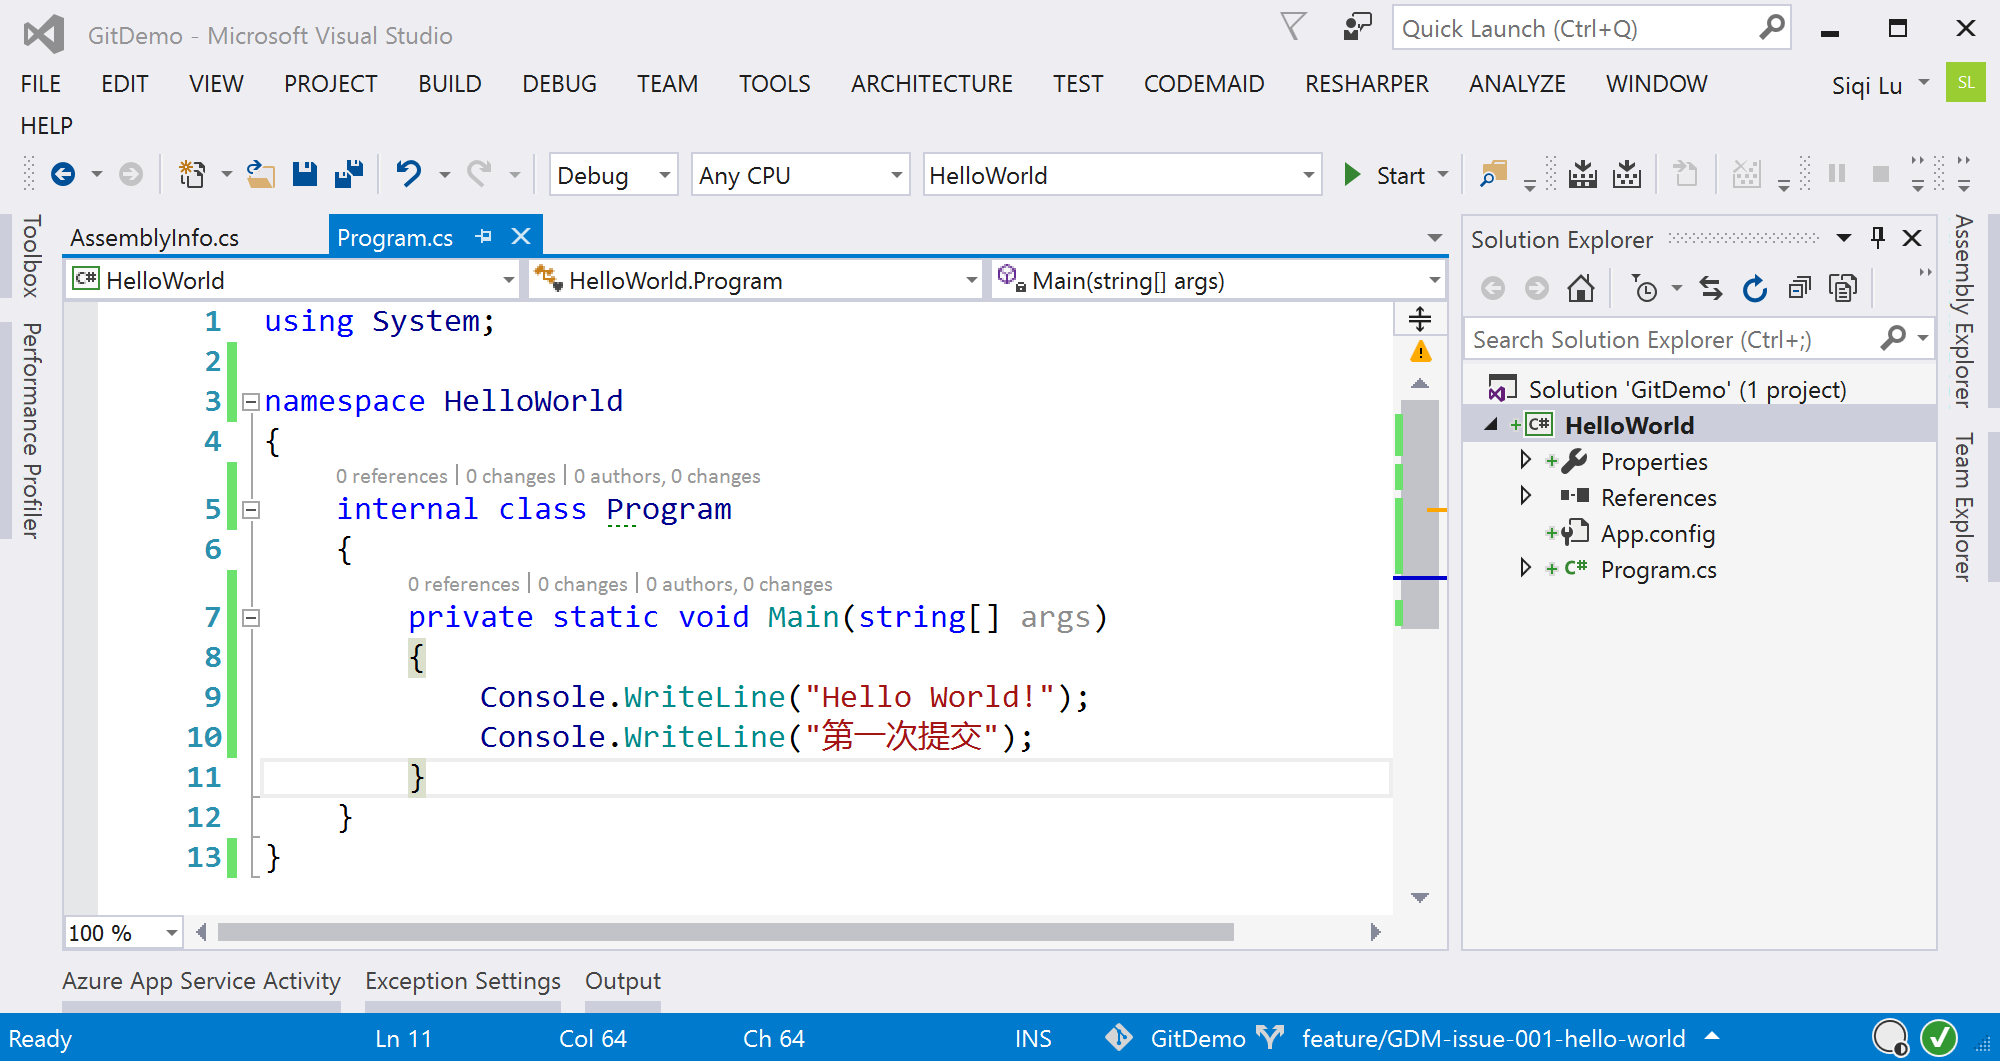 GitDemo - Microsoft Visual Studio
Quick Launch (Ctrl+Q)
FILE EDIT VIEW PROJECT BUILD DEBUG TEAM TOOLS ARCHITECTURE TEST CODEMAID RESHARPER ANALYZE WINDOW
Siqi Lu SL
HELP
Debug Any CPU HelloWorld Start
Toolbox
Performance Profiler
AssemblyInfo.cs Program.cs
C# HelloWorld HelloWorld.Program Main(string[] args)
1 using System;
2
3 namespace HelloWorld
4 {
0 references | 0 changes | 0 authors, 0 changes
5 internal class Program
6 {
0 references | 0 changes | 0 authors, 0 changes
7 private static void Main(string[] args)
8 {
9 Console.WriteLine("Hello World!");
10 Console.WriteLine("第一次提交");
11 }
12 }
13 }
100 %
Solution Explorer
Search Solution Explorer (Ctrl+;)
Solution 'GitDemo' (1 project)
C# HelloWorld
Properties
References
App.config
C# Program.cs
Assembly Explorer
Team Explorer
Azure App Service Activity Exception Settings Output
Ready Ln 11 Col 64 Ch 64 INS GitDemo feature/GDM-issue-001-hello-world